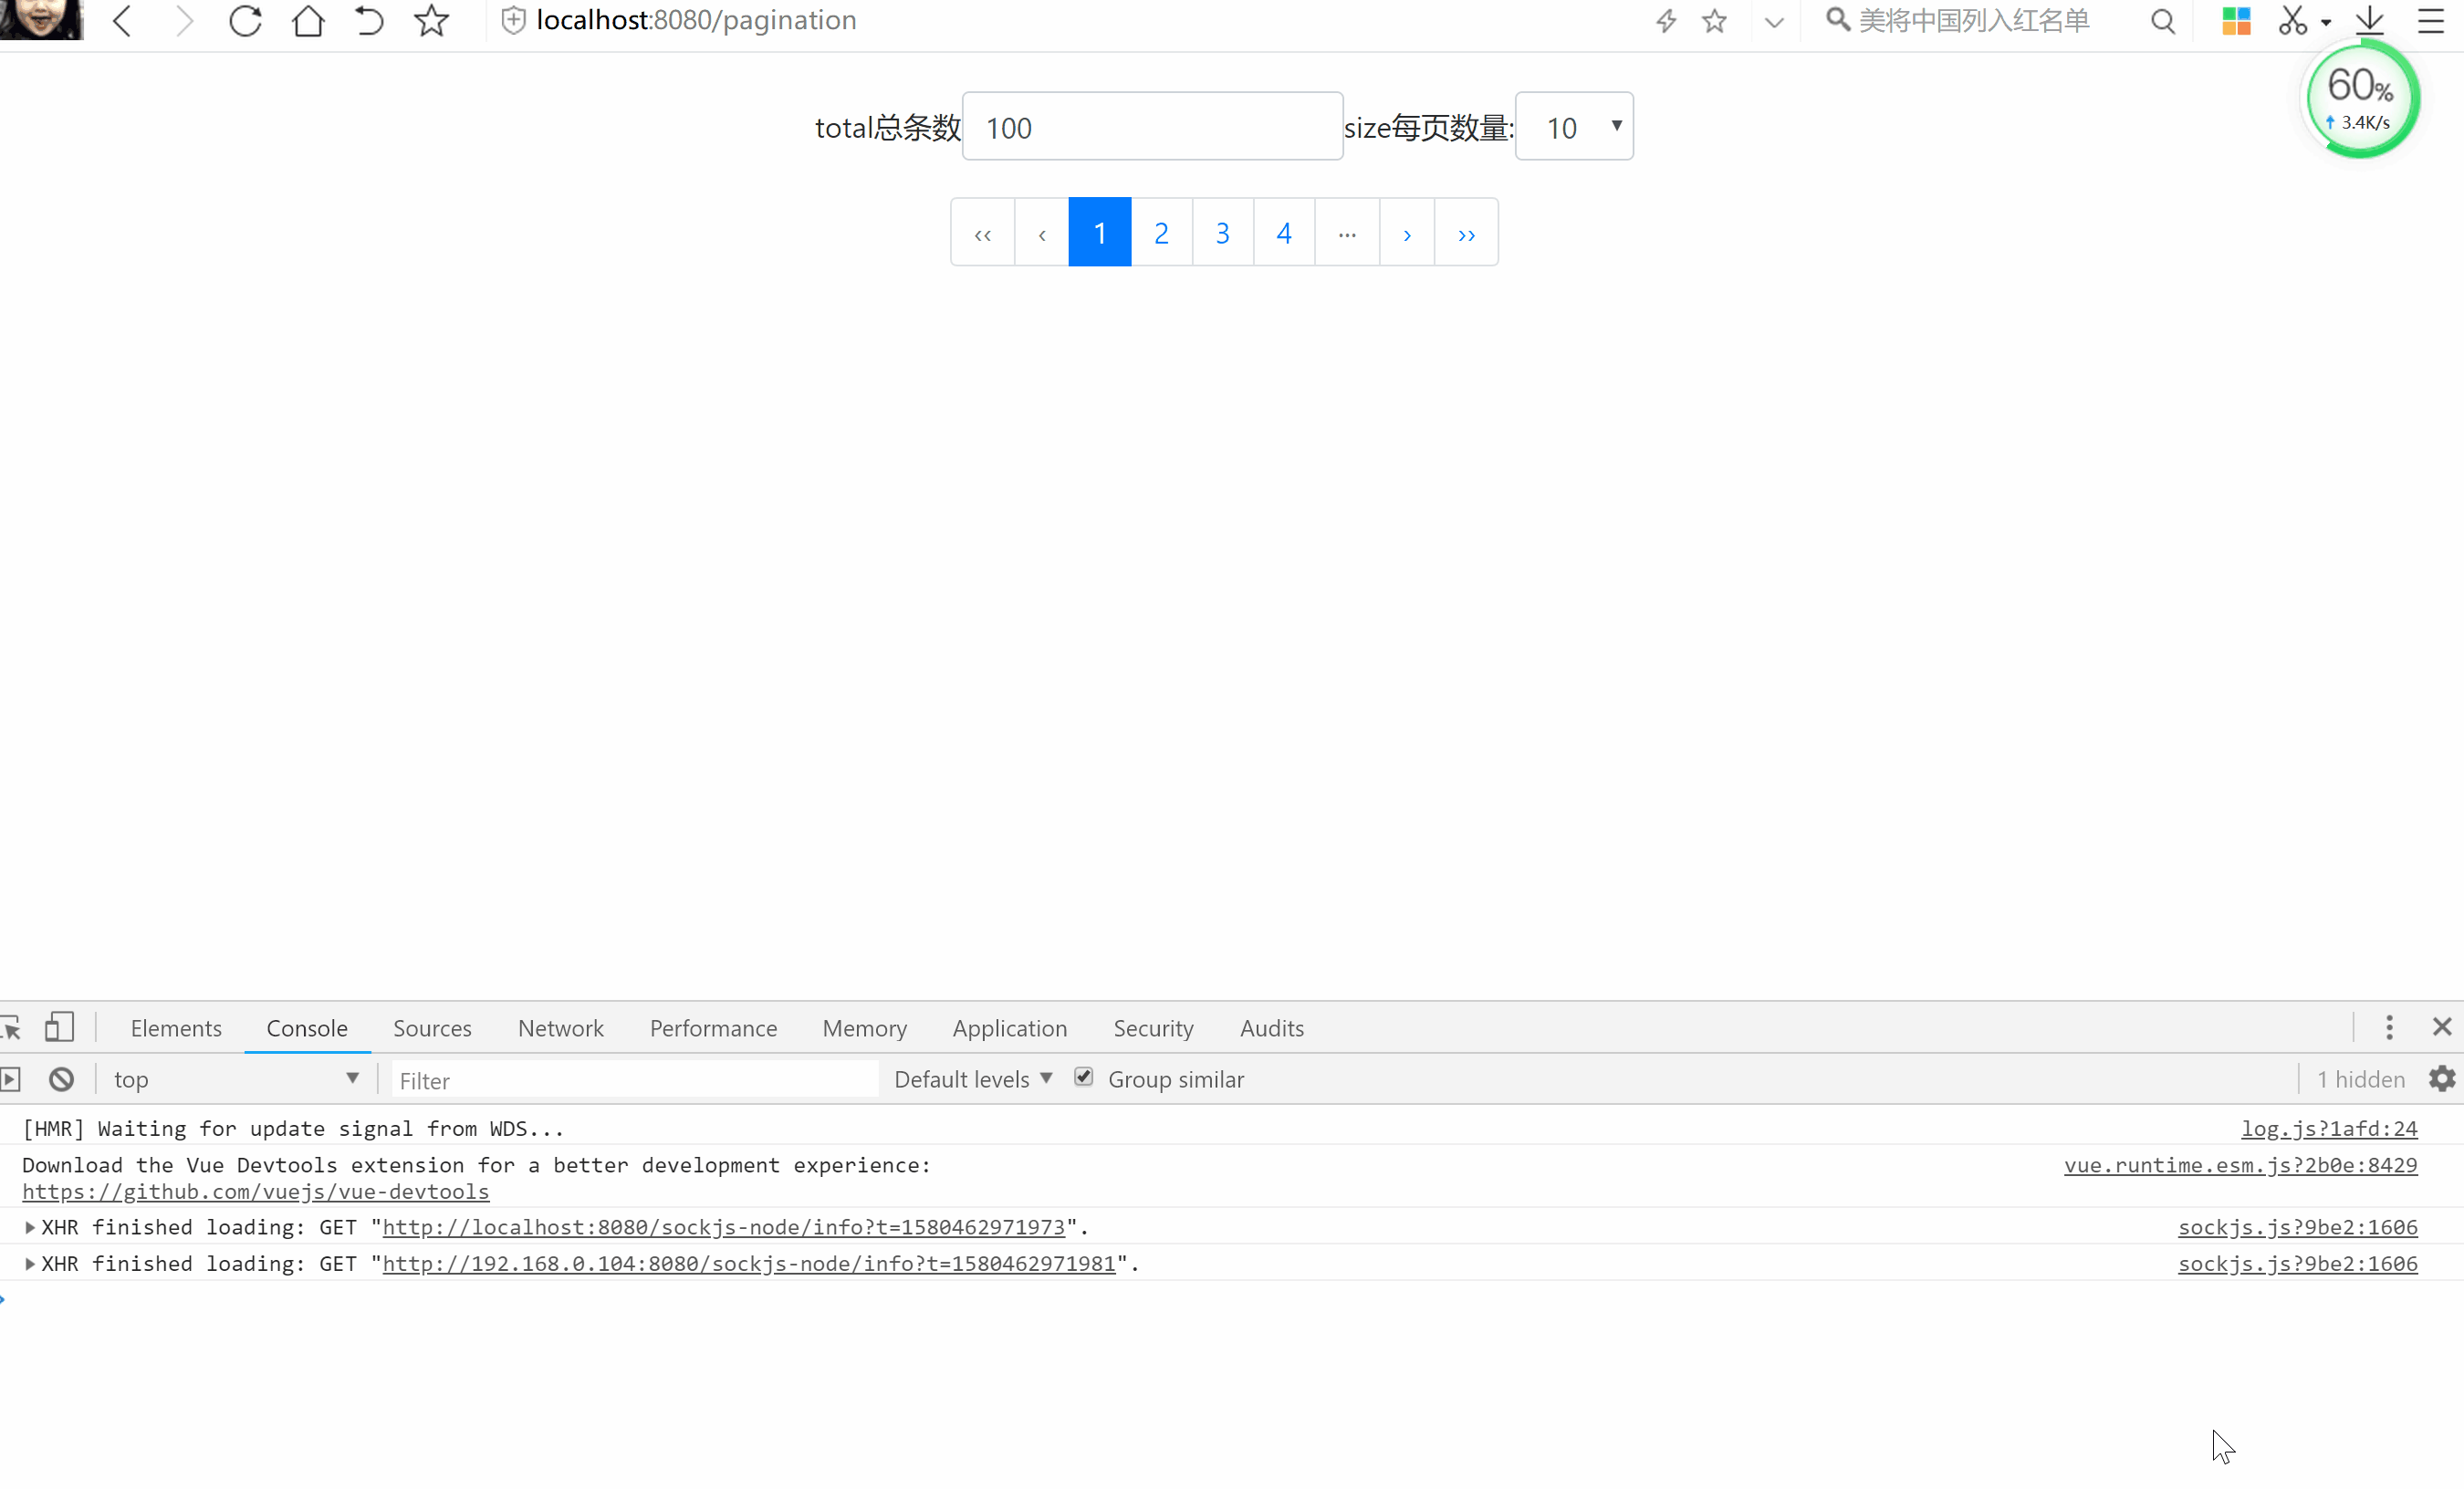 localhost:8080/pagination
美将中国列入红名单
60%
3.4K/s
total总条数 100 size每页数量: 10
‹‹ ‹ 1 2 3 4 ... › ››
Elements Console Sources Network Performance Memory Application Security Audits
top Filter Default levels Group similar 1 hidden
[HMR] Waiting for update signal from WDS... log.js?1afd:24
Download the Vue Devtools extension for a better development experience: vue.runtime.esm.js?2b0e:8429
https://github.com/vuejs/vue-devtools
XHR finished loading: GET "http://localhost:8080/sockjs-node/info?t=1580462971973". sockjs.js?9be2:1606
XHR finished loading: GET "http://192.168.0.104:8080/sockjs-node/info?t=1580462971981". sockjs.js?9be2:1606